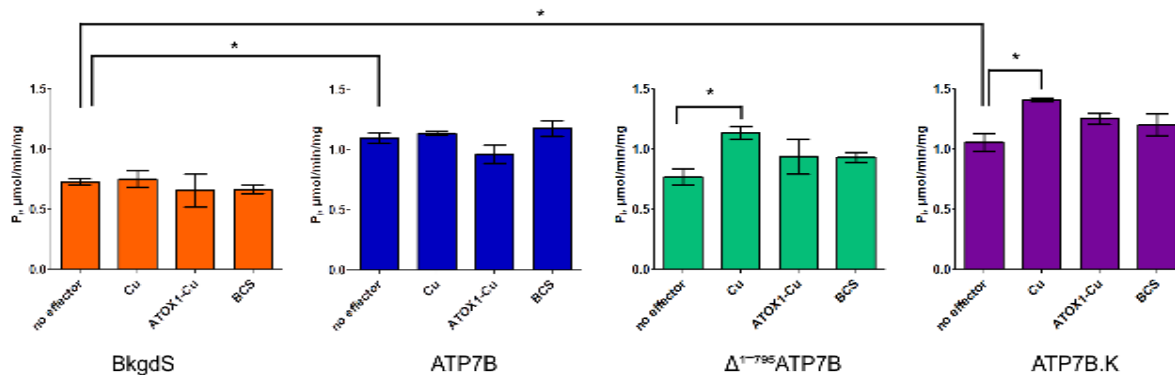 *
*
*
*
1.5
1.0
0.5
0.0
Pᵢ, μmol/min/mg
no effector
Cu
ATOX1-Cu
BCS
BkgdS
1.5
1.0
0.5
0.0
Pᵢ, μmol/min/mg
no effector
Cu
ATOX1-Cu
BCS
ATP7B
1.5
1.0
0.5
0.0
Pᵢ, μmol/min/mg
no effector
Cu
ATOX1-Cu
BCS
Δ¹⁻⁷⁹⁵ATP7B
1.5
1.0
0.5
0.0
Pᵢ, μmol/min/mg
no effector
Cu
ATOX1-Cu
BCS
ATP7B.K